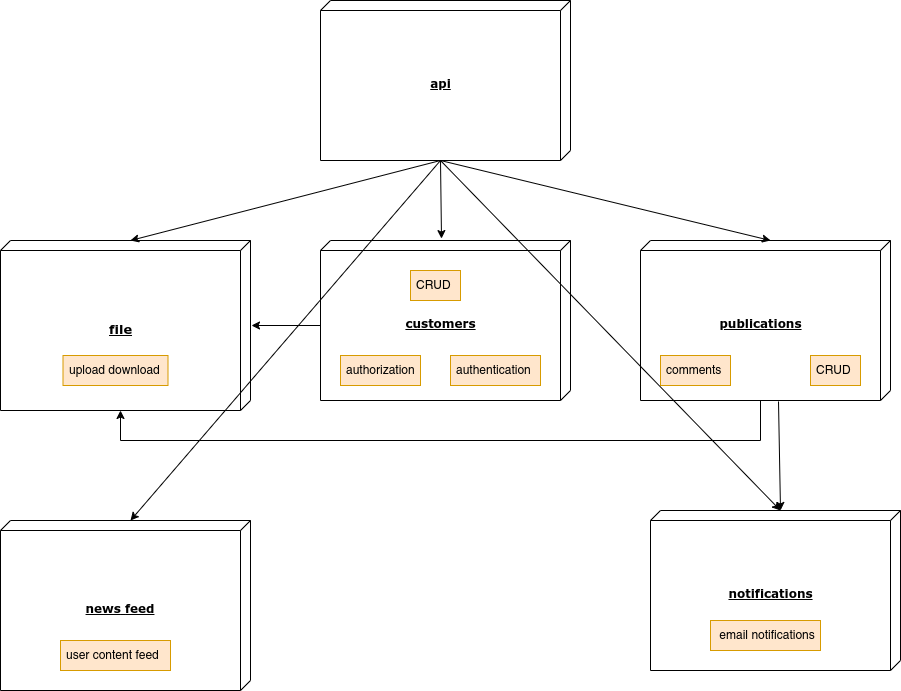 api
file
upload download
CRUD
customers
authorization
authentication
publications
comments
CRUD
news feed
user content feed
notifications
email notifications